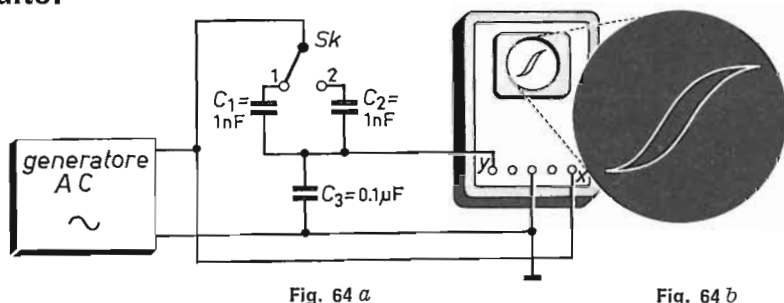 Sk
1 2
C1= 1nF
C2= 1nF
generatore
AC
C3=0.1µF
y x
Fig. 64 a
Fig. 64 b